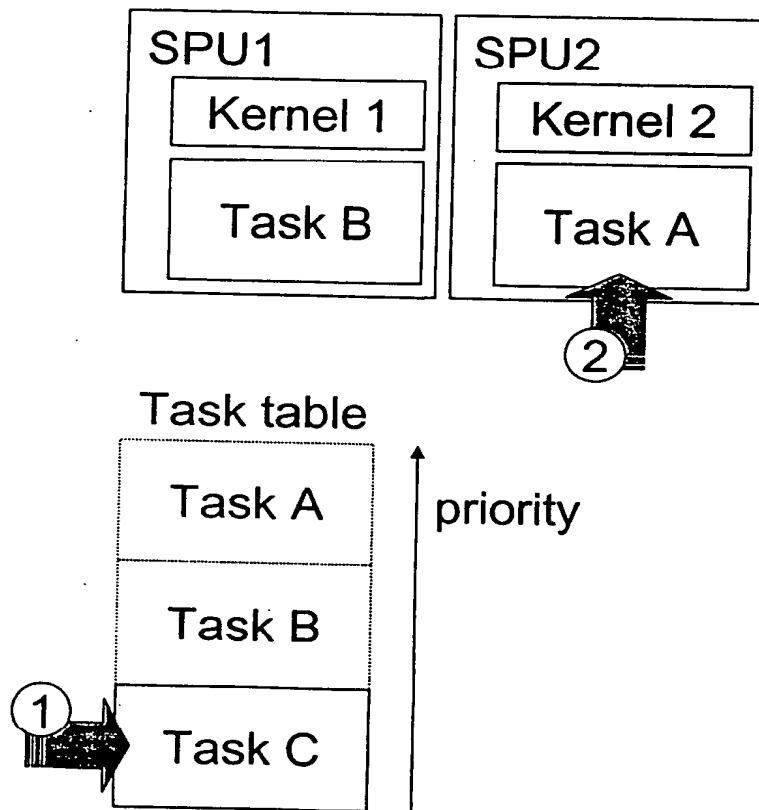 SPU1
Kernel 1
Task B
SPU2
Kernel 2
Task A
2
Task table
Task A
priority
Task B
1
Task C